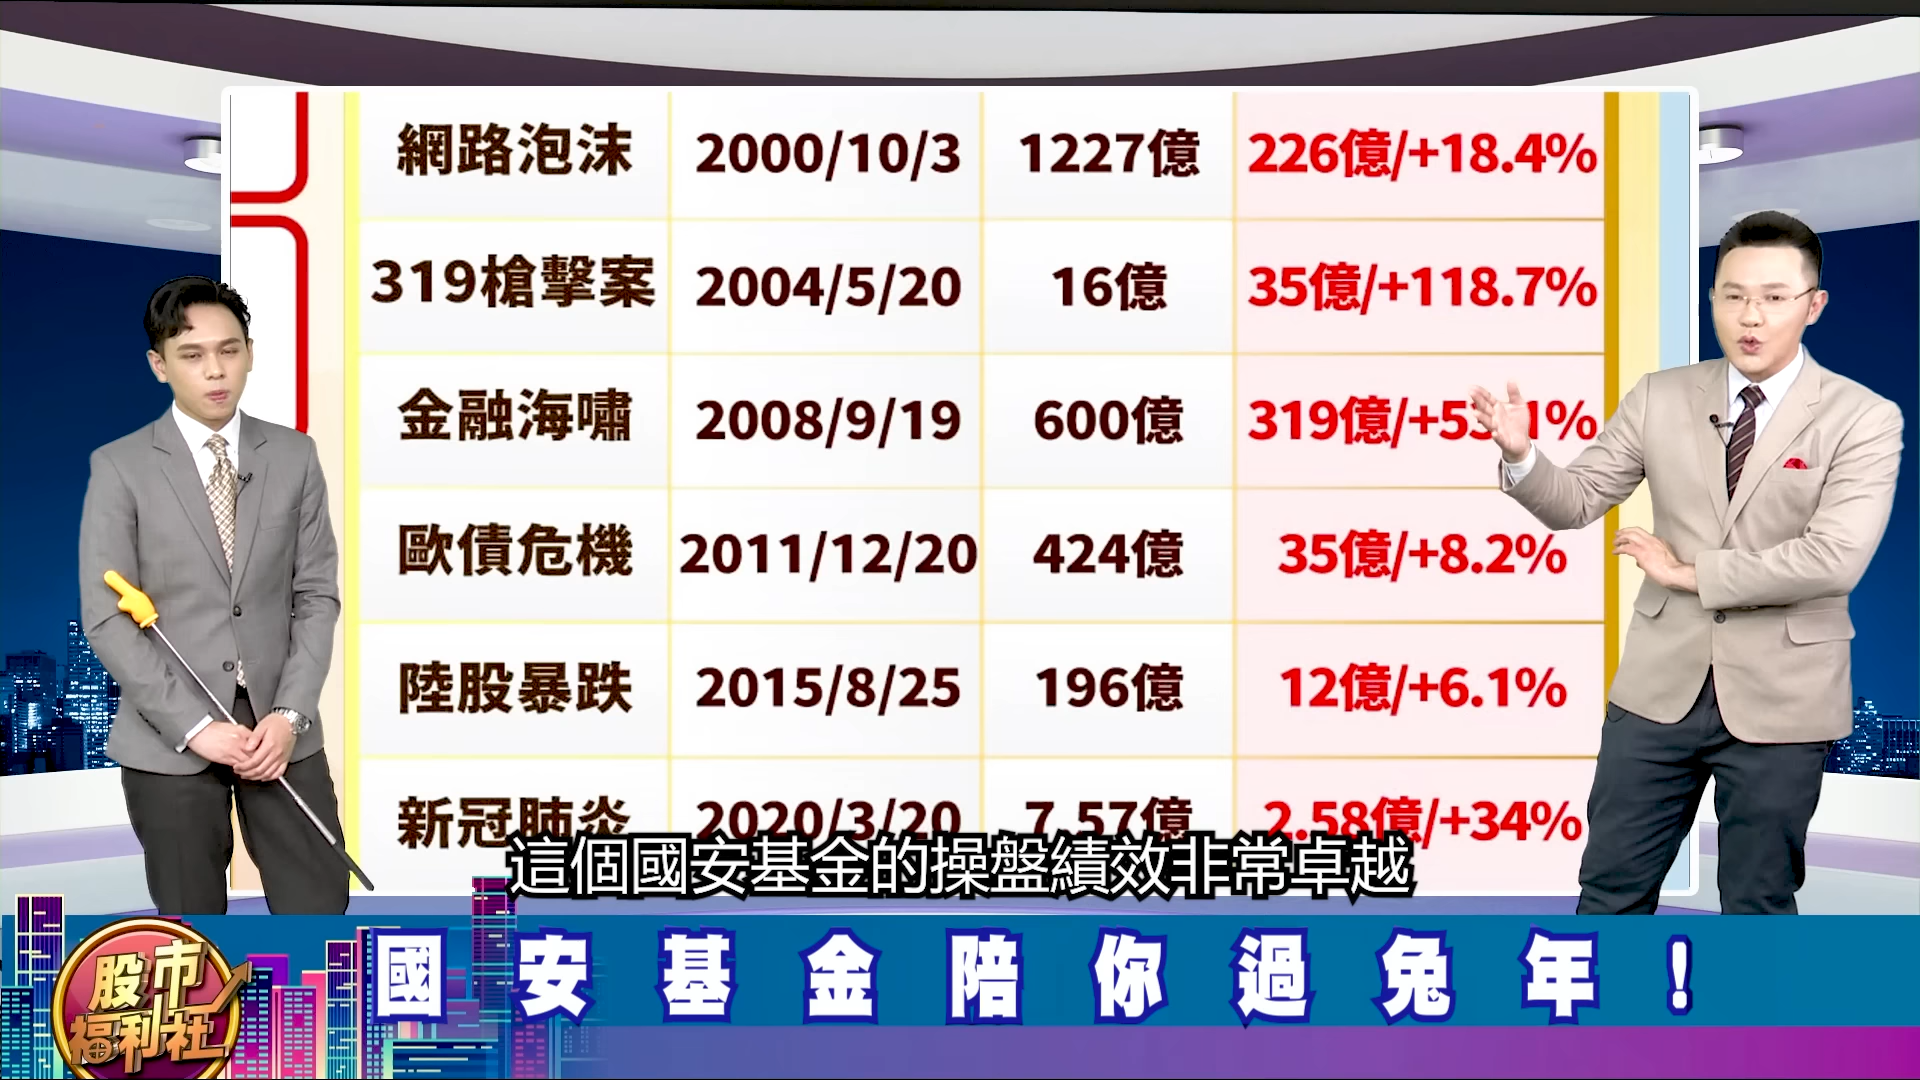 網路泡沫 2000/10/3 1227億 226億/+18.4%
319槍擊案 2004/5/20 16億 35億/+118.7%
金融海嘯 2008/9/19 600億 319億/+53.1%
歐債危機 2011/12/20 424億 35億/+8.2%
陸股暴跌 2015/8/25 196億 12億/+6.1%
新冠肺炎 2020/3/20 7.57億 2.58億/+34%
這個國安基金的操盤績效非常卓越
國安基金陪你過兔年！
股市
福利社